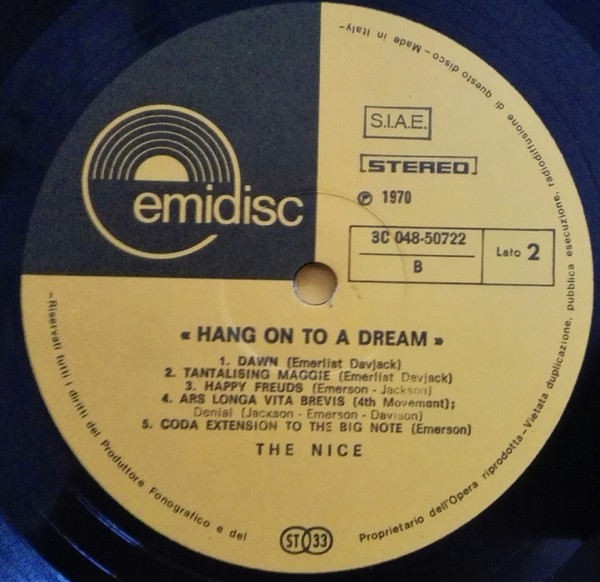 emidisc
S.I.A.E.
STEREO
℗ 1970
3C 048-50722
B
Lato 2
« HANG ON TO A DREAM »
1. DAWN (Emerlist Davjack)
2. TANTALISING MAGGIE (Emerlist Davjack)
3. HAPPY FREUDS (Emerson - Jackson)
4. ARS LONGA VITA BREVIS (4th Movement);
Denial (Jackson - Emerson - Davison)
5. CODA EXTENSION TO THE BIG NOTE (Emerson)
THE NICE
ST 33
–Riservati tutti i diritti del Produttore Fonografico e del Proprietario dell'Opera riprodotta–Vietata duplicazione, pubblica esecuzione, radiodiffusione di questo disco–Made in Italy–